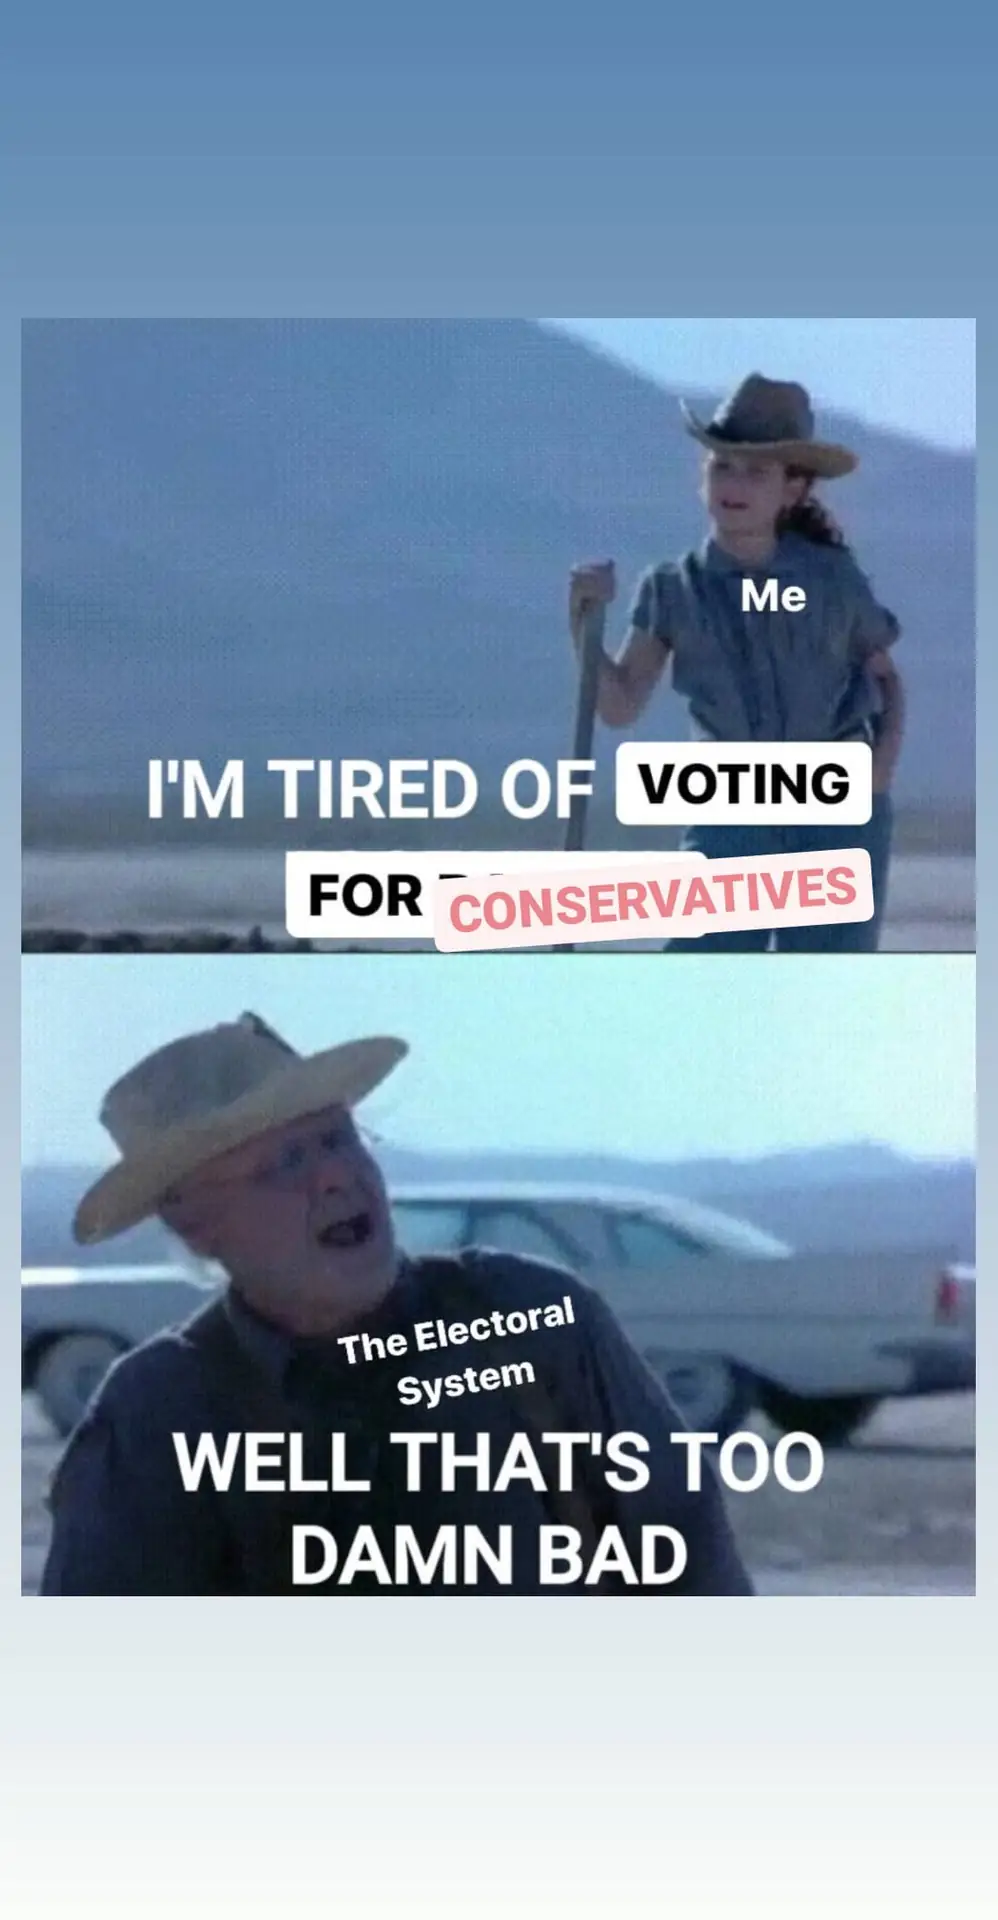 Me
I'M TIRED OF VOTING
FOR CONSERVATIVES
The Electoral
System
WELL THAT'S TOO
DAMN BAD